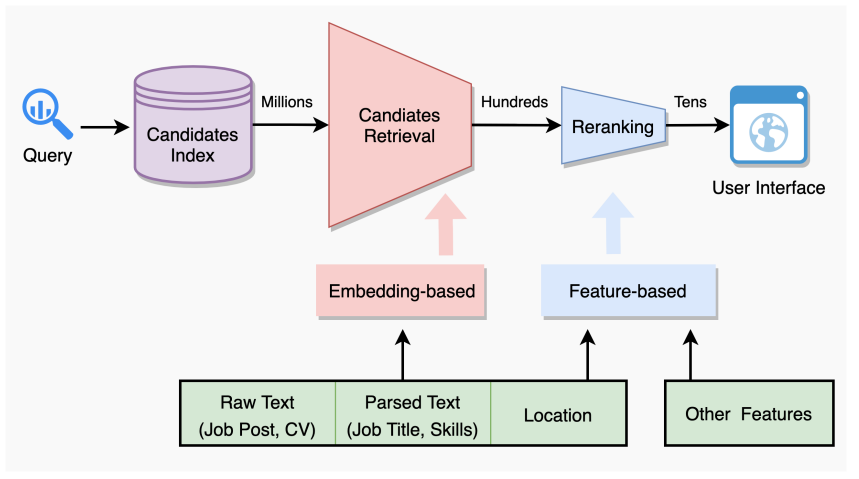 Query
Candidates
Index
Millions
Candiates
Retrieval
Hundreds
Reranking
Tens
User Interface
Embedding-based
Feature-based
Raw Text
(Job Post, CV)
Parsed Text
(Job Title, Skills)
Location
Other Features